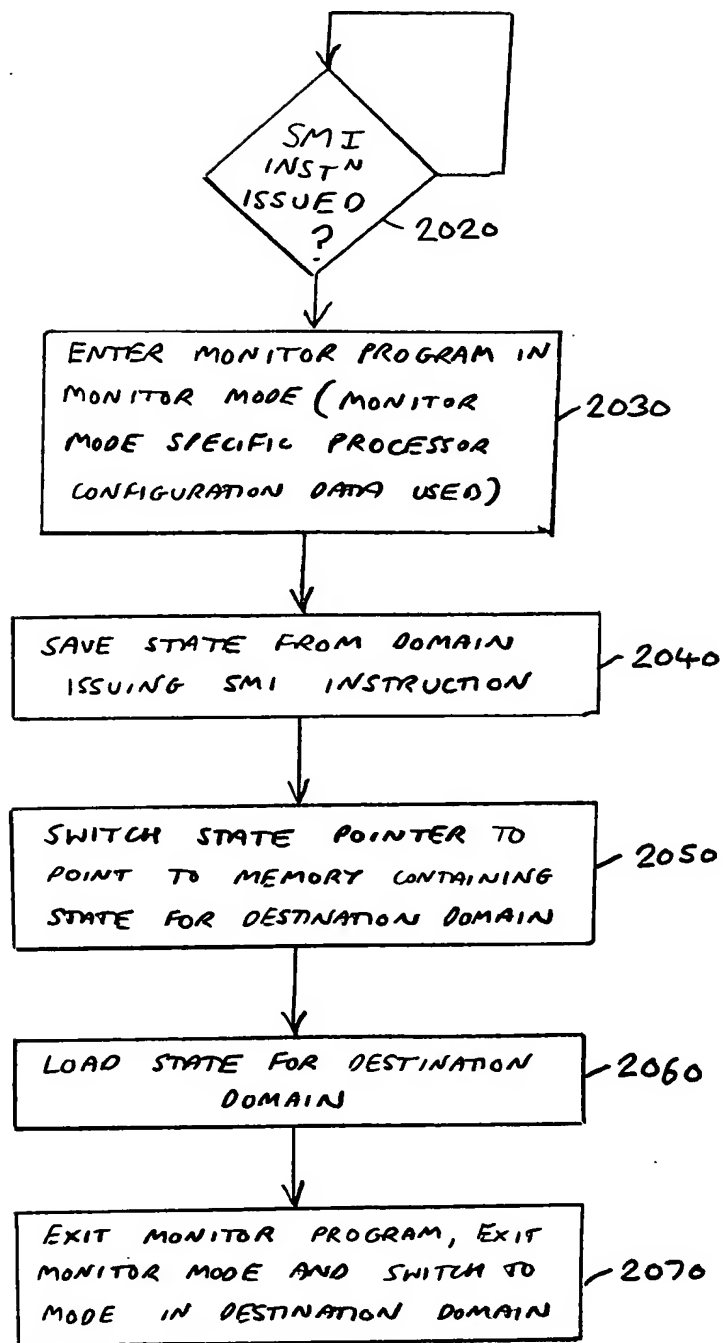 SMI
INSTN
ISSUED
?
2020
ENTER MONITOR PROGRAM IN
MONITOR MODE (MONITOR
MODE SPECIFIC PROCESSOR
CONFIGURATION DATA USED)
2030
SAVE STATE FROM DOMAIN
ISSUING SMI INSTRUCTION
2040
SWITCH STATE POINTER TO
POINT TO MEMORY CONTAINING
STATE FOR DESTINATION DOMAIN
2050
LOAD STATE FOR DESTINATION
DOMAIN
2060
EXIT MONITOR PROGRAM, EXIT
MONITOR MODE AND SWITCH TO
MODE IN DESTINATION DOMAIN
2070